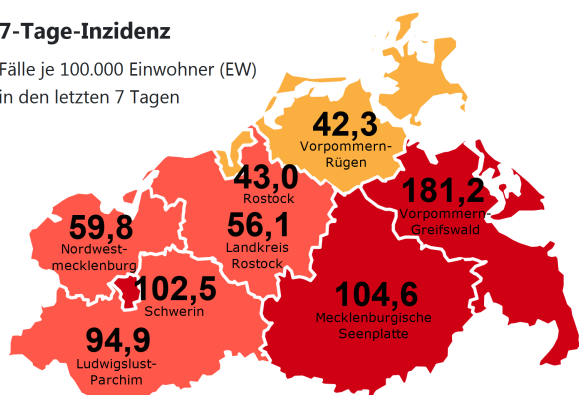 7-Tage-Inzidenz
Fälle je 100.000 Einwohner (EW)
in den letzten 7 Tagen
42,3
Vorpommern-
Rügen
43,0
Rostock
181,2
Vorpommern-
Greifswald
59,8
Nordwest-
mecklenburg
56,1
Landkreis
Rostock
102,5
Schwerin
104,6
Mecklenburgische
Seenplatte
94,9
Ludwigslust-
Parchim